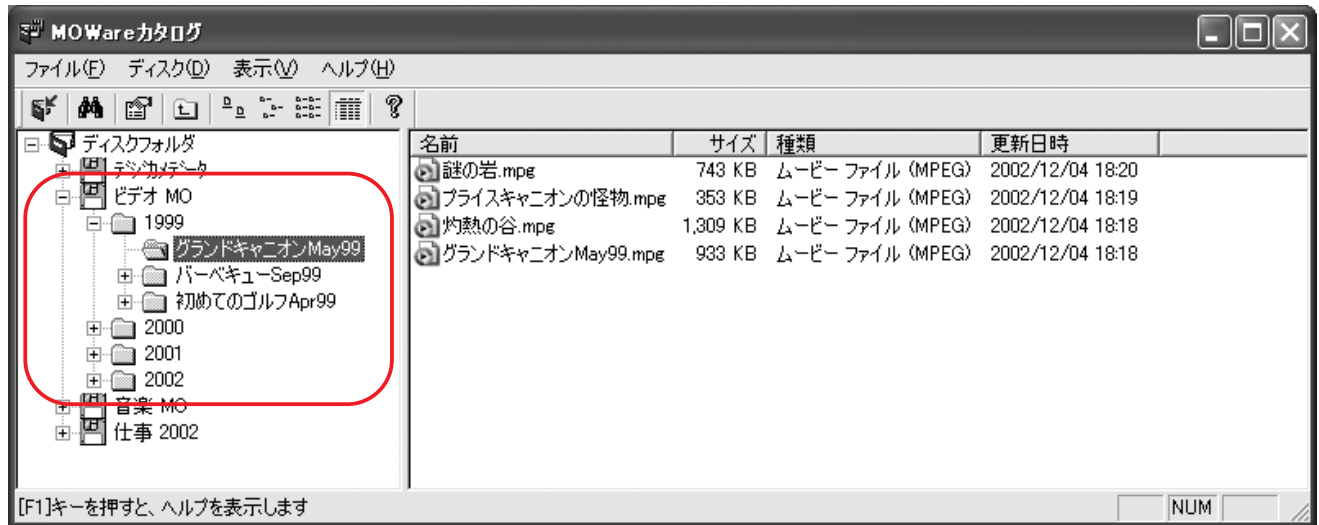 MOWareカタログ
ファイル(F) ディスク(D) 表示(V) ヘルプ(H)
ディスクフォルダ
デジカメデータ
ビデオ MO
1999
グランドキャニオンMay99
バーベキューSep99
初めてのゴルフApr99
2000
2001
2002
音楽 MO
仕事 2002
名前 サイズ 種類 更新日時
謎の岩.mpg 743 KB ムービー ファイル (MPEG) 2002/12/04 18:20
ブライスキャニオンの怪物.mpg 353 KB ムービー ファイル (MPEG) 2002/12/04 18:19
灼熱の谷.mpg 1,309 KB ムービー ファイル (MPEG) 2002/12/04 18:18
グランドキャニオンMay99.mpg 933 KB ムービー ファイル (MPEG) 2002/12/04 18:18
[F1]キーを押すと、ヘルプを表示します NUM